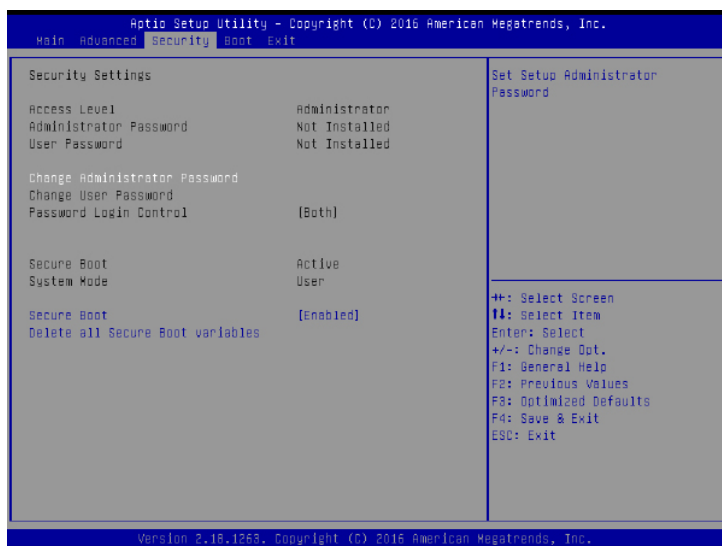 Aptio Setup Utility – Copyright (C) 2016 American Megatrends, Inc.
Main Advanced Security Boot Exit
Security Settings
Access Level Administrator
Administrator Password Not Installed
User Password Not Installed
Change Administrator Password
Change User Password
Password Login Control [Both]
Secure Boot Active
System Mode User
Secure Boot [Enabled]
Delete all Secure Boot variables
Set Setup Administrator
Password
→←: Select Screen
↑↓: Select Item
Enter: Select
+/-: Change Opt.
F1: General Help
F2: Previous Values
F3: Optimized Defaults
F4: Save & Exit
ESC: Exit
Version 2.18.1263. Copyright (C) 2016 American Megatrends, Inc.